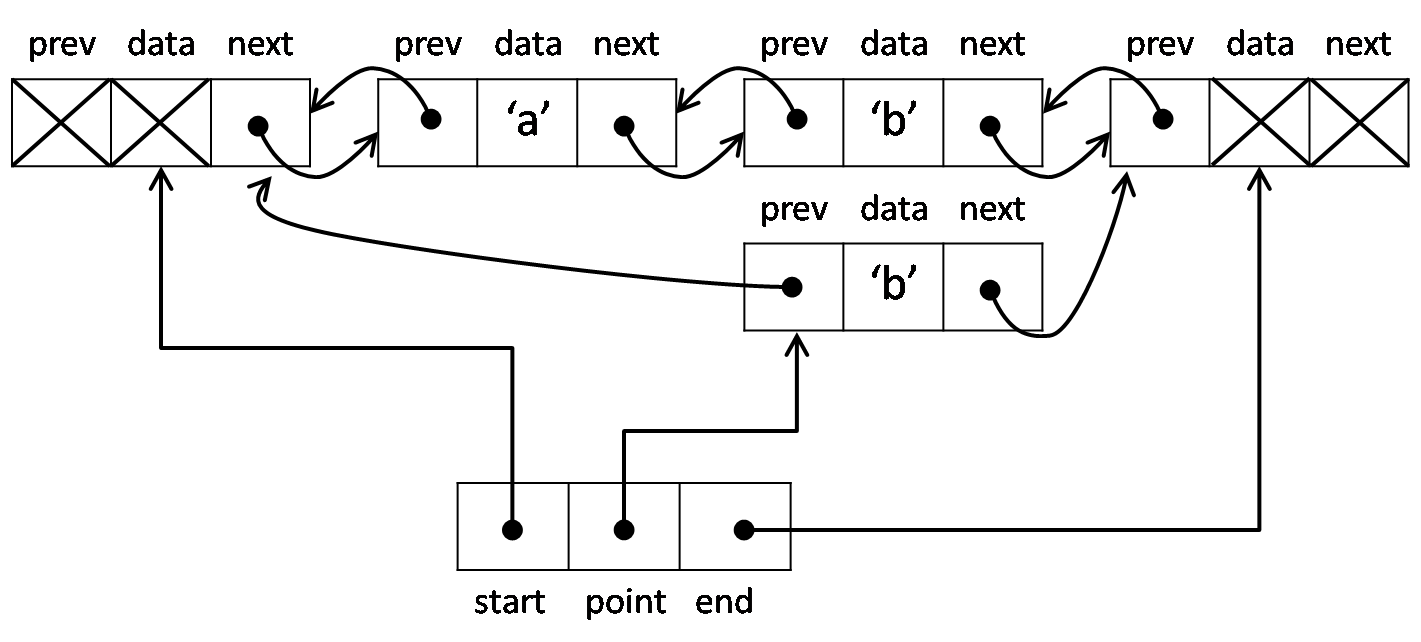 prev data next prev data next prev data next prev data next
‘a’ ‘b’
prev data next
‘b’
start point end